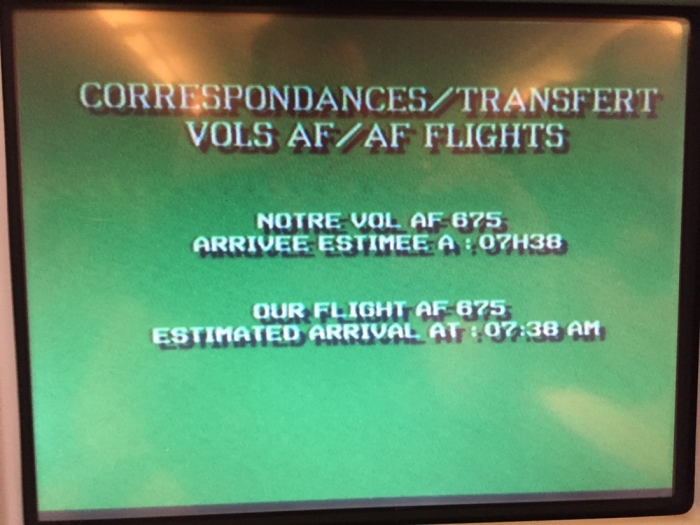 CORRESPONDANCES/TRANSFERT
VOLS AF/AF FLIGHTS
NOTRE VOL AF 675
ARRIVEE ESTIMEE A : 07H38
OUR FLIGHT AF 675
ESTIMATED ARRIVAL AT : 07:38 AM